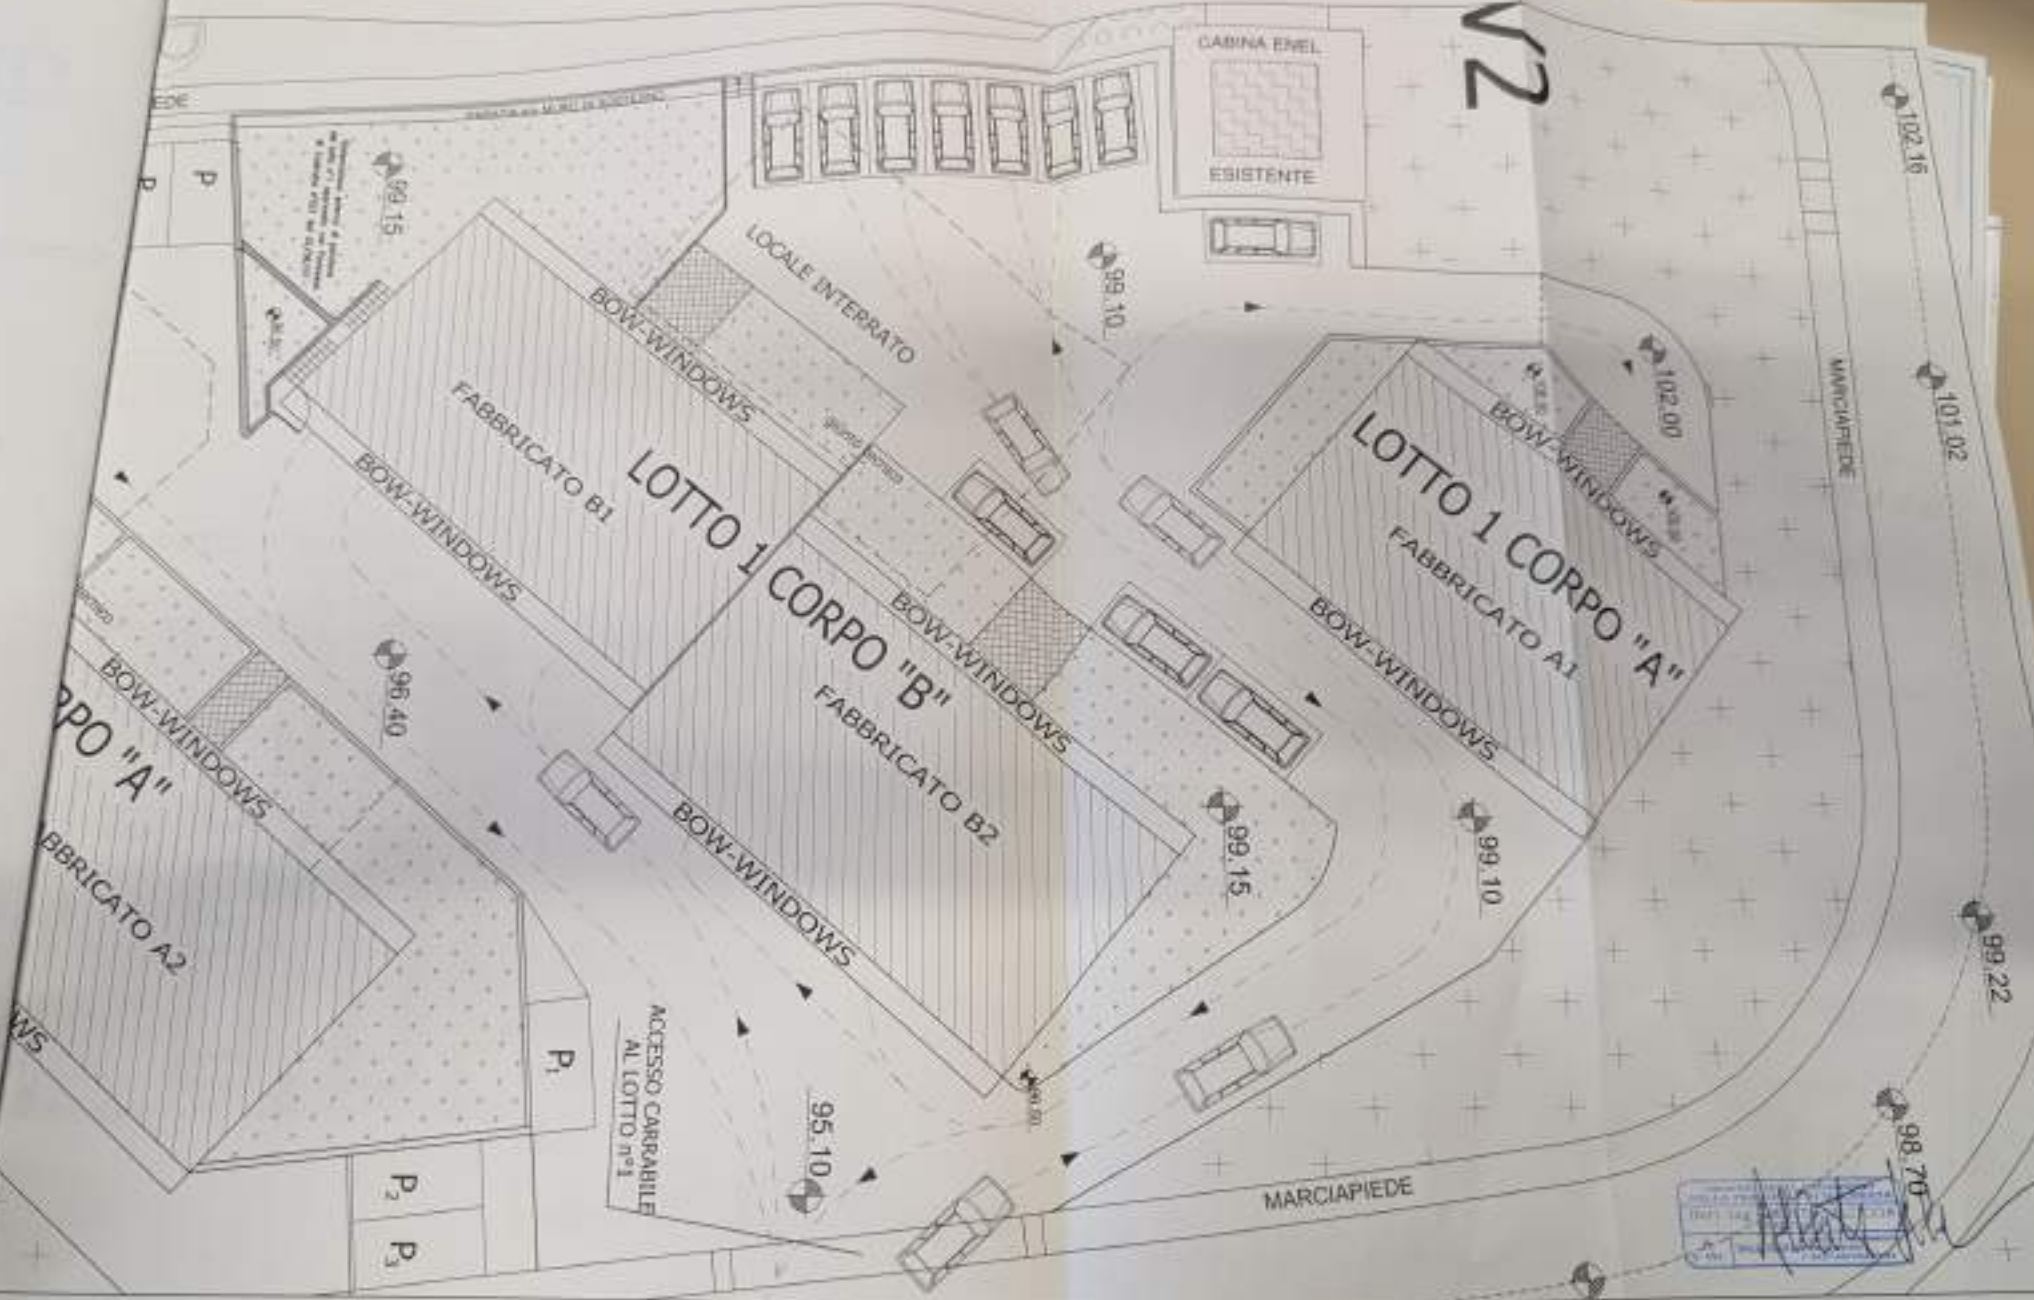 V2
CABINA ENEL
ESISTENTE
EDE
P
P
99.15
LOCALE INTERRATO
99.10
102.16
102.00
101.02
MARCIAPIEDE
BOW-WINDOWS
FABBRICATO B1
BOW-WINDOWS
LOTTO 1 CORPO "B"
BOW-WINDOWS
FABBRICATO B2
BOW-WINDOWS
LOTTO 1 CORPO "A"
BOW-WINDOWS
FABBRICATO A1
BOW-WINDOWS
96.40
BOW-WINDOWS
RPO "A"
BBRICATO A2
WS
99.15
99.10
99.22
98.70
P1
P2
P3
ACCESSO CARRABILE
AL LOTTO n°1
95.10
MARCIAPIEDE